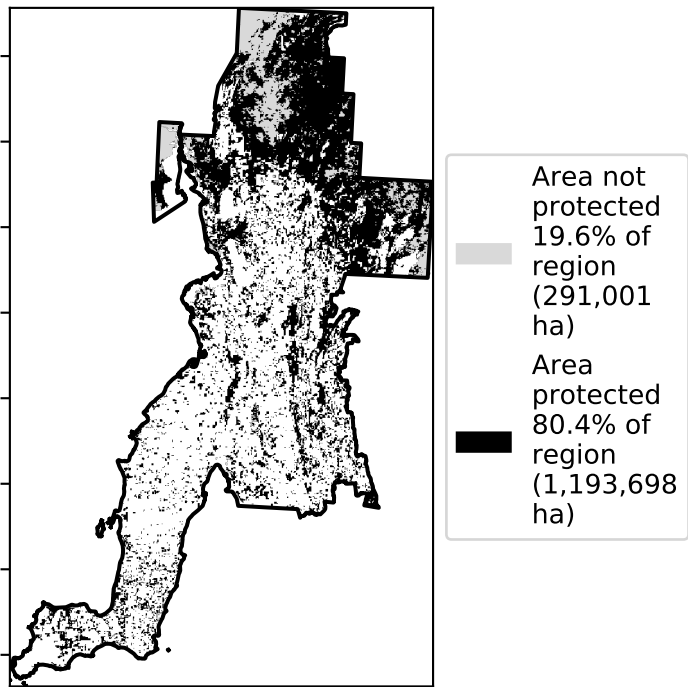 Area not
protected
19.6% of
region
(291,001
ha)
Area
protected
80.4% of
region
(1,193,698
ha)